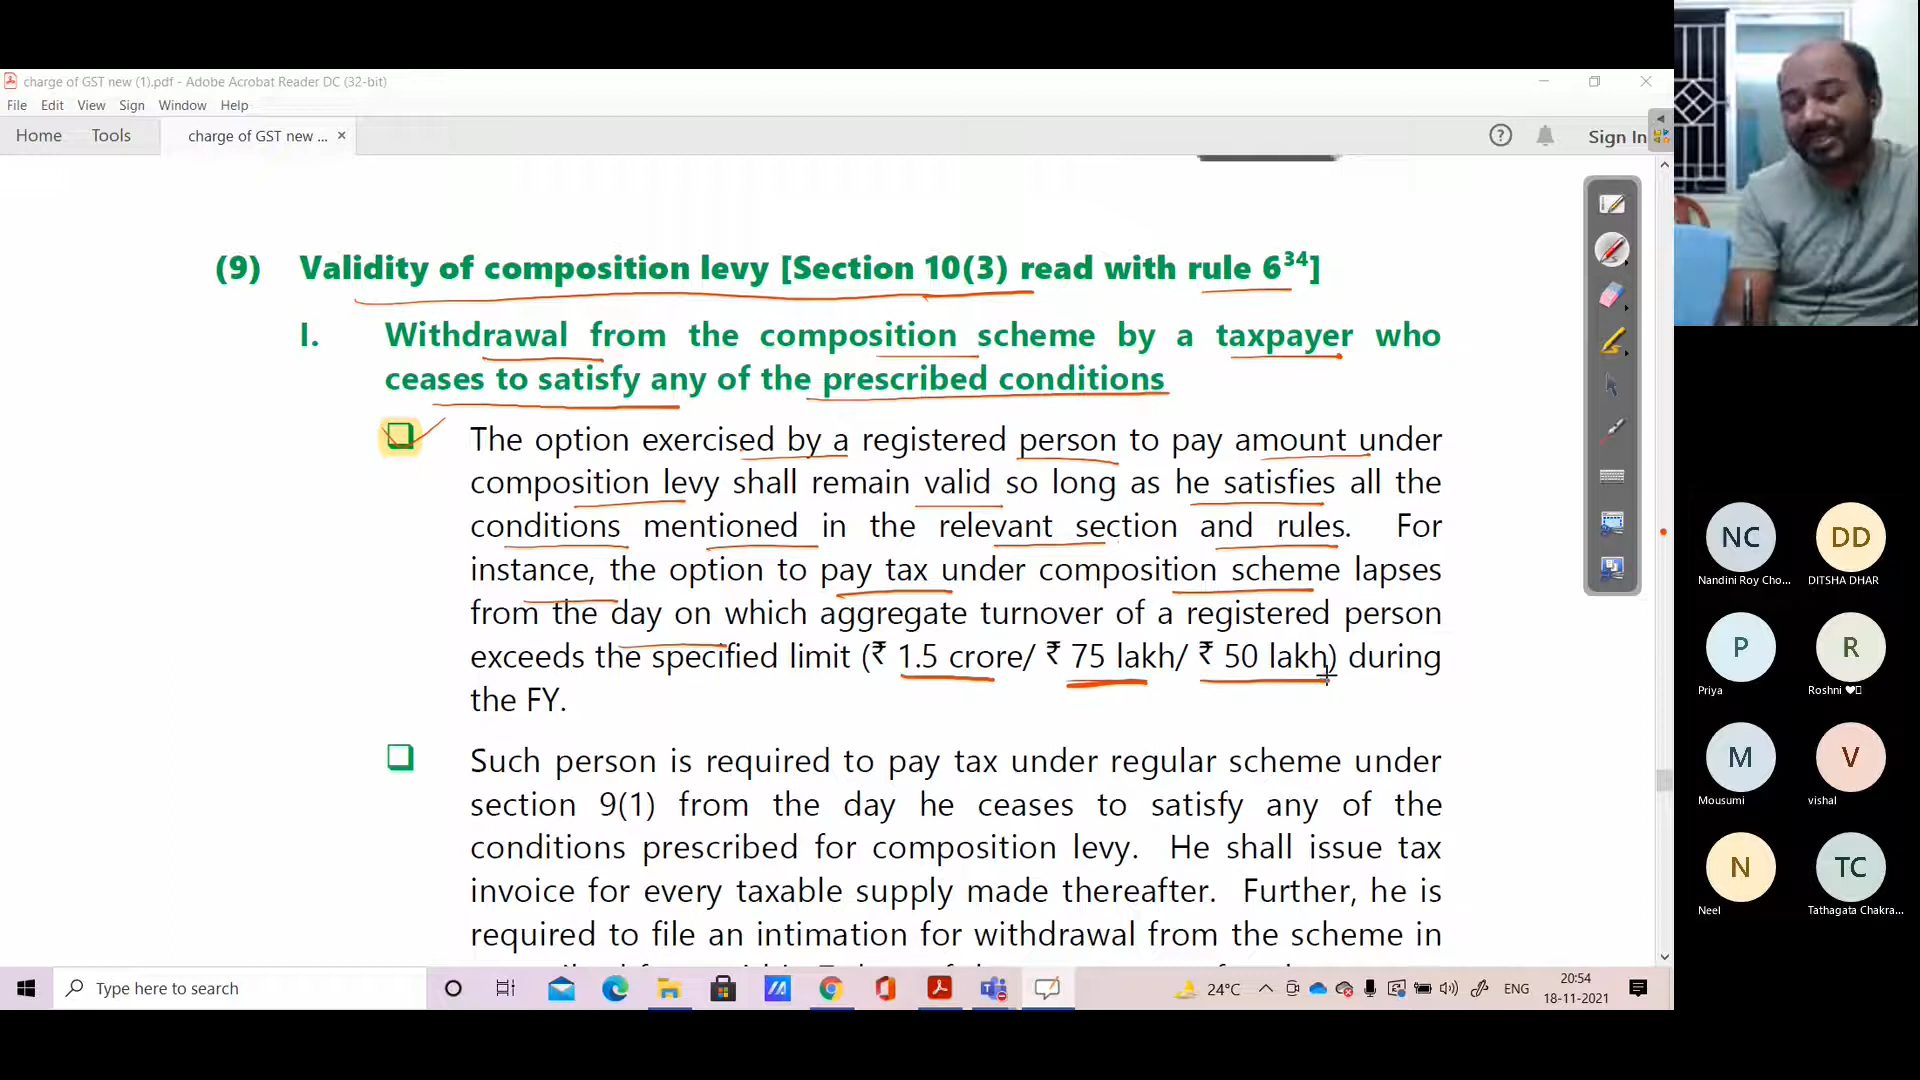 charge of GST new (1).pdf - Adobe Acrobat Reader DC (32-bit)
File Edit View Sign Window Help
Home Tools charge of GST new ... × Sign In
(9) Validity of composition levy [Section 10(3) read with rule 6³⁴]
I. Withdrawal from the composition scheme by a taxpayer who
ceases to satisfy any of the prescribed conditions
❑ The option exercised by a registered person to pay amount under
composition levy shall remain valid so long as he satisfies all the
conditions mentioned in the relevant section and rules. For
instance, the option to pay tax under composition scheme lapses
from the day on which aggregate turnover of a registered person
exceeds the specified limit (₹ 1.5 crore/ ₹ 75 lakh/ ₹ 50 lakh) during
the FY.
❑ Such person is required to pay tax under regular scheme under
section 9(1) from the day he ceases to satisfy any of the
conditions prescribed for composition levy. He shall issue tax
invoice for every taxable supply made thereafter. Further, he is
required to file an intimation for withdrawal from the scheme in
NC DD
Nandini Roy Cho... DITSHA DHAR
P R
Priya Roshni ♥
M V
Mousumi vishal
N TC
Neel Tathagata Chakra...
Type here to search
24°C ENG 20:54
18-11-2021